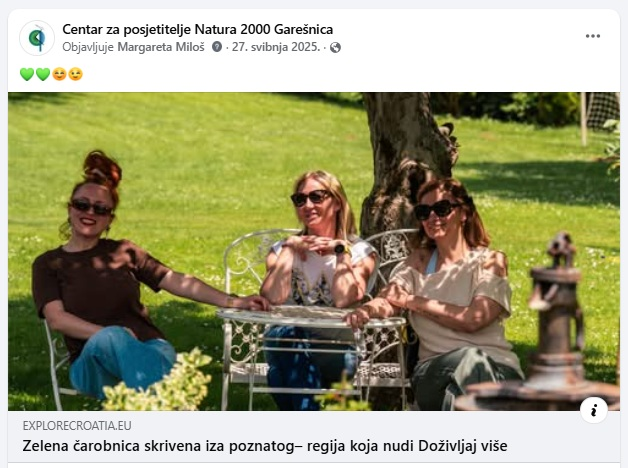 Centar za posjetitelje Natura 2000 Garešnica
Objavljuje Margareta Miloš · 27. svibnja 2025. ·
💚💚😊😉
EXPLORECROATIA.EU
Zelena čarobnica skrivena iza poznatog– regija koja nudi Doživljaj više